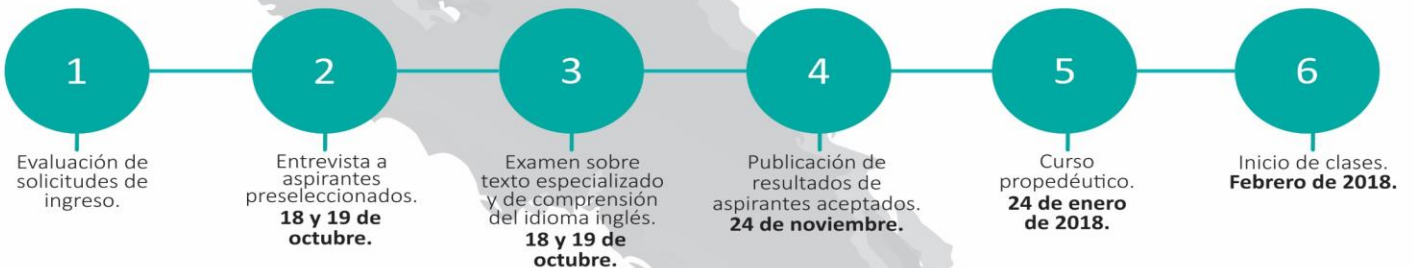 1
Evaluación de
solicitudes de
ingreso.
2
Entrevista a
aspirantes
preseleccionados.
18 y 19 de
octubre.
3
Examen sobre
texto especializado
y de comprensión
del idioma inglés.
18 y 19 de
octubre.
4
Publicación de
resultados de
aspirantes aceptados.
24 de noviembre.
5
Curso
propedéutico.
24 de enero
de 2018.
6
Inicio de clases.
Febrero de 2018.